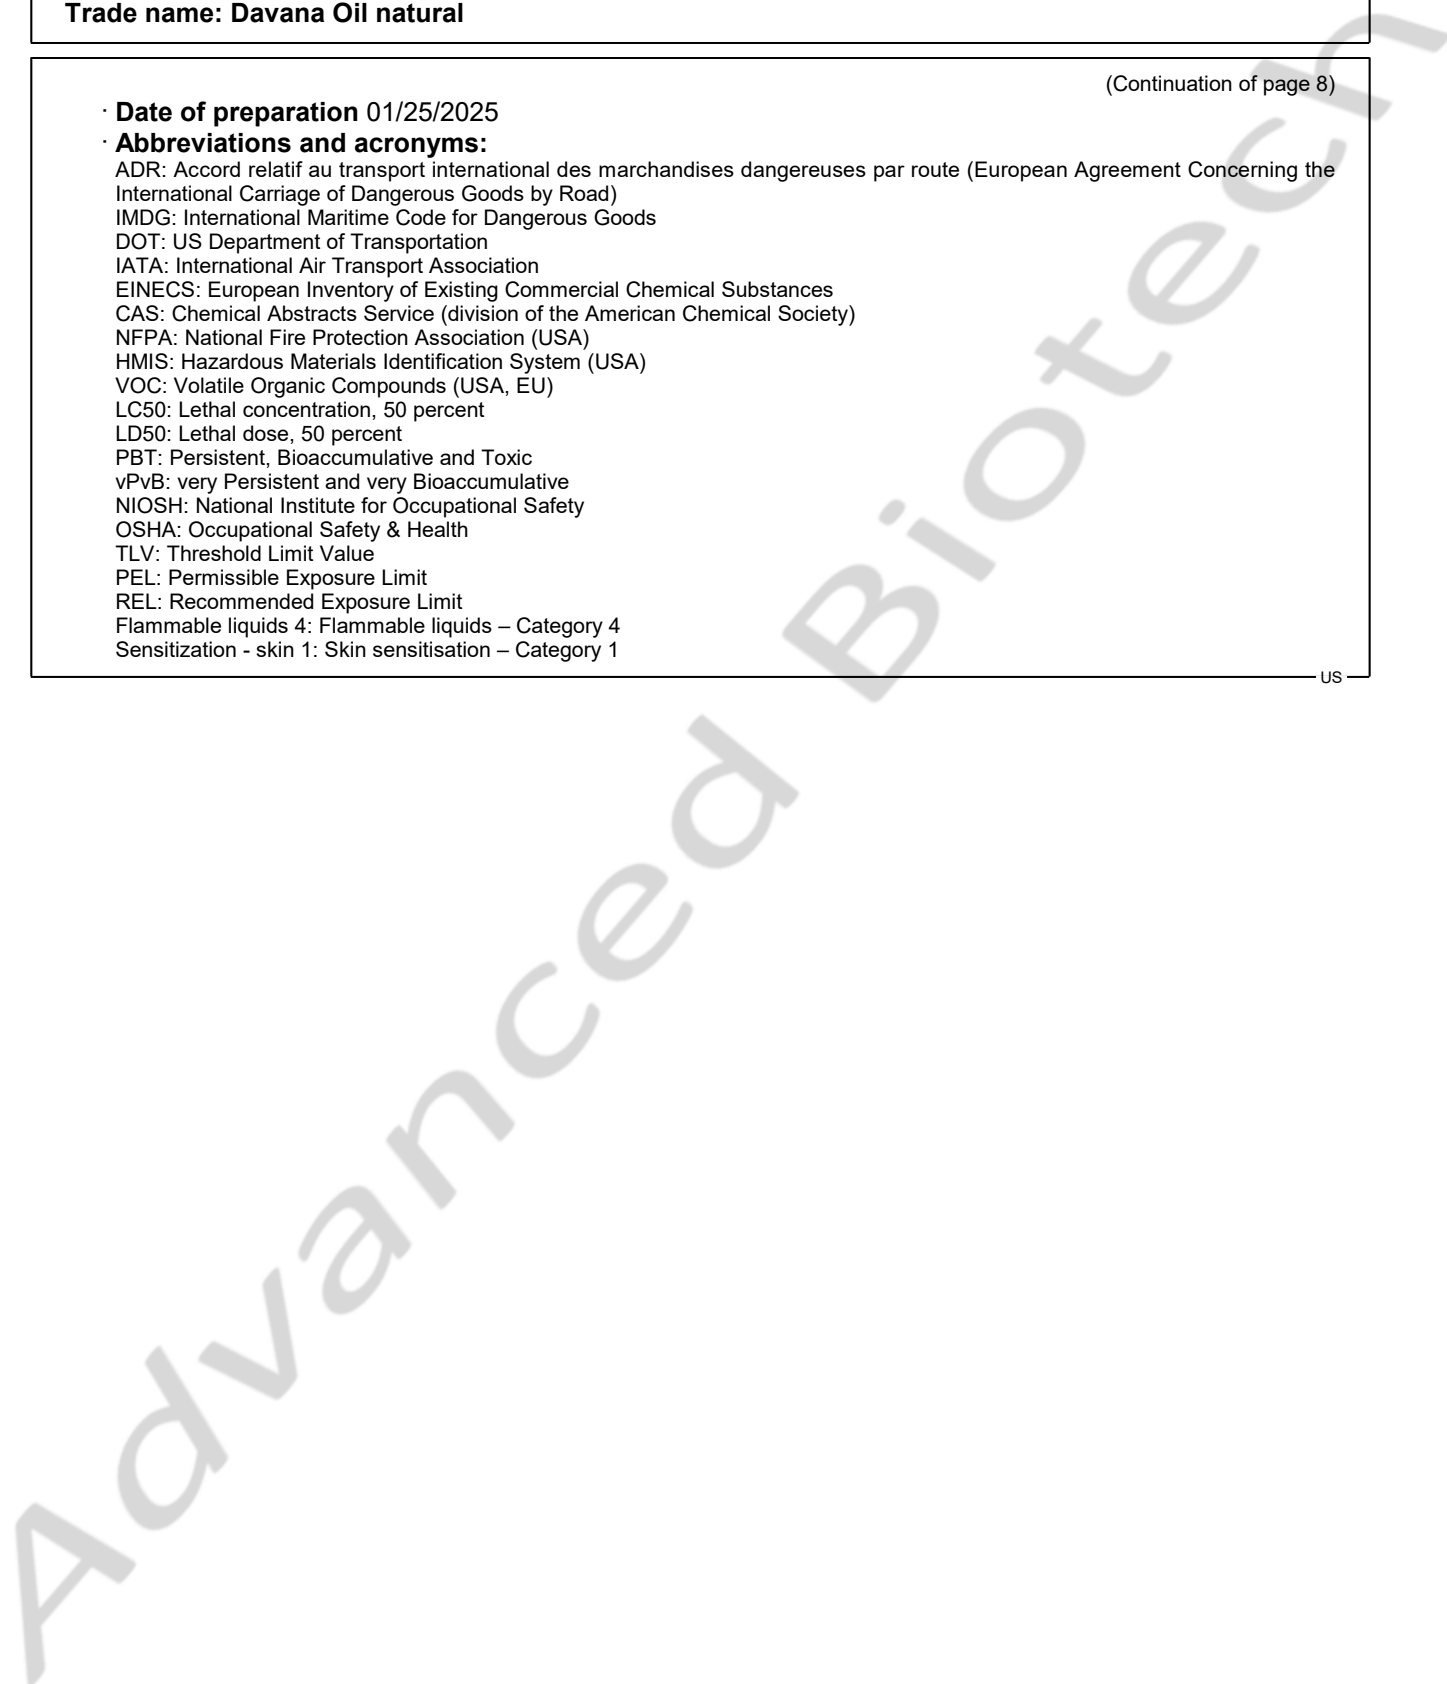 Trade name: Davana Oil natural
(Continuation of page 8)
· Date of preparation 01/25/2025
· Abbreviations and acronyms:
ADR: Accord relatif au transport international des marchandises dangereuses par route (European Agreement Concerning the
International Carriage of Dangerous Goods by Road)
IMDG: International Maritime Code for Dangerous Goods
DOT: US Department of Transportation
IATA: International Air Transport Association
EINECS: European Inventory of Existing Commercial Chemical Substances
CAS: Chemical Abstracts Service (division of the American Chemical Society)
NFPA: National Fire Protection Association (USA)
HMIS: Hazardous Materials Identification System (USA)
VOC: Volatile Organic Compounds (USA, EU)
LC50: Lethal concentration, 50 percent
LD50: Lethal dose, 50 percent
PBT: Persistent, Bioaccumulative and Toxic
vPvB: very Persistent and very Bioaccumulative
NIOSH: National Institute for Occupational Safety
OSHA: Occupational Safety & Health
TLV: Threshold Limit Value
PEL: Permissible Exposure Limit
REL: Recommended Exposure Limit
Flammable liquids 4: Flammable liquids – Category 4
Sensitization - skin 1: Skin sensitisation – Category 1
US
Advanced Biotech